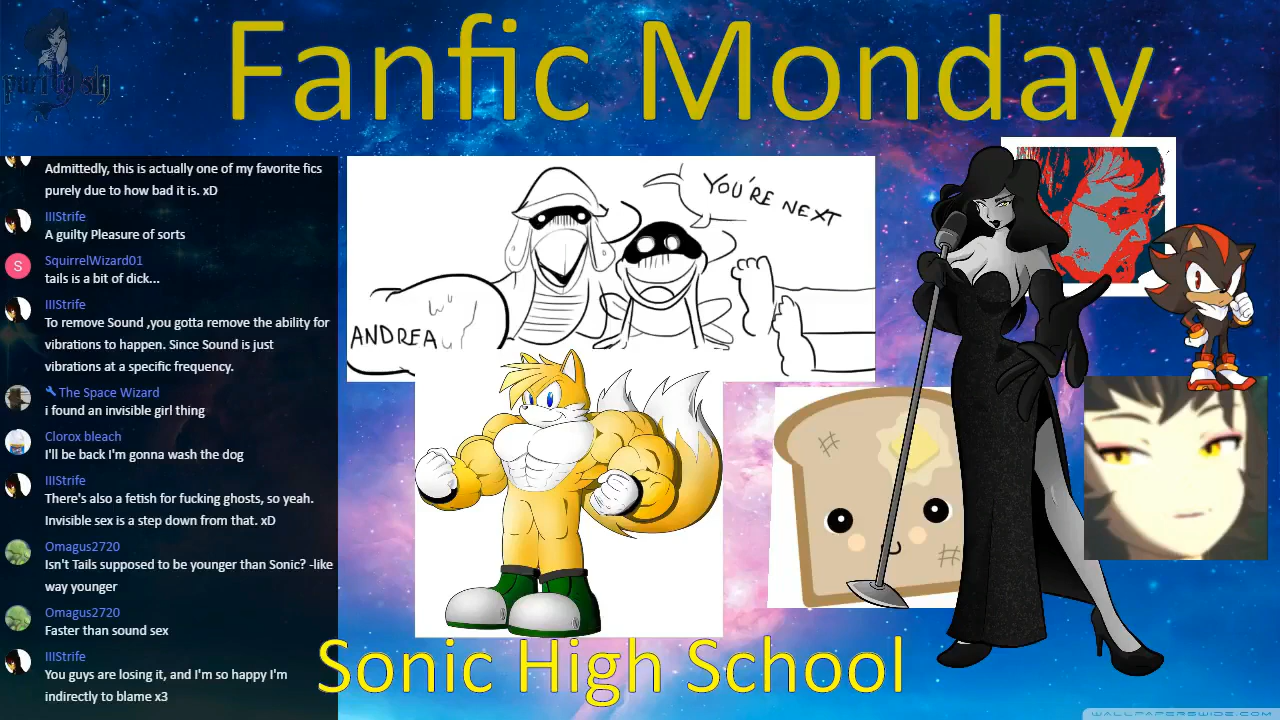 Fanfic Monday
Admittedly, this is actually one of my favorite fics
purely due to how bad it is. xD
IIIStrife
A guilty Pleasure of sorts
S
SquirrelWizard01
tails is a bit of dick...
IIIStrife
To remove Sound ,you gotta remove the ability for
vibrations to happen. Since Sound is just
vibrations at a specific frequency.
The Space Wizard
i found an invisible girl thing
Clorox bleach
I'll be back I'm gonna wash the dog
IIIStrife
There's also a fetish for fucking ghosts, so yeah.
Invisible sex is a step down from that. xD
Omagus2720
Isn't Tails supposed to be younger than Sonic? -like
way younger
Omagus2720
Faster than sound sex
IIIStrife
You guys are losing it, and I'm so happy I'm
indirectly to blame x3
YOU'RE NEXT
ANDREA
Sonic High School
WALLPAPERSWIDE.COM